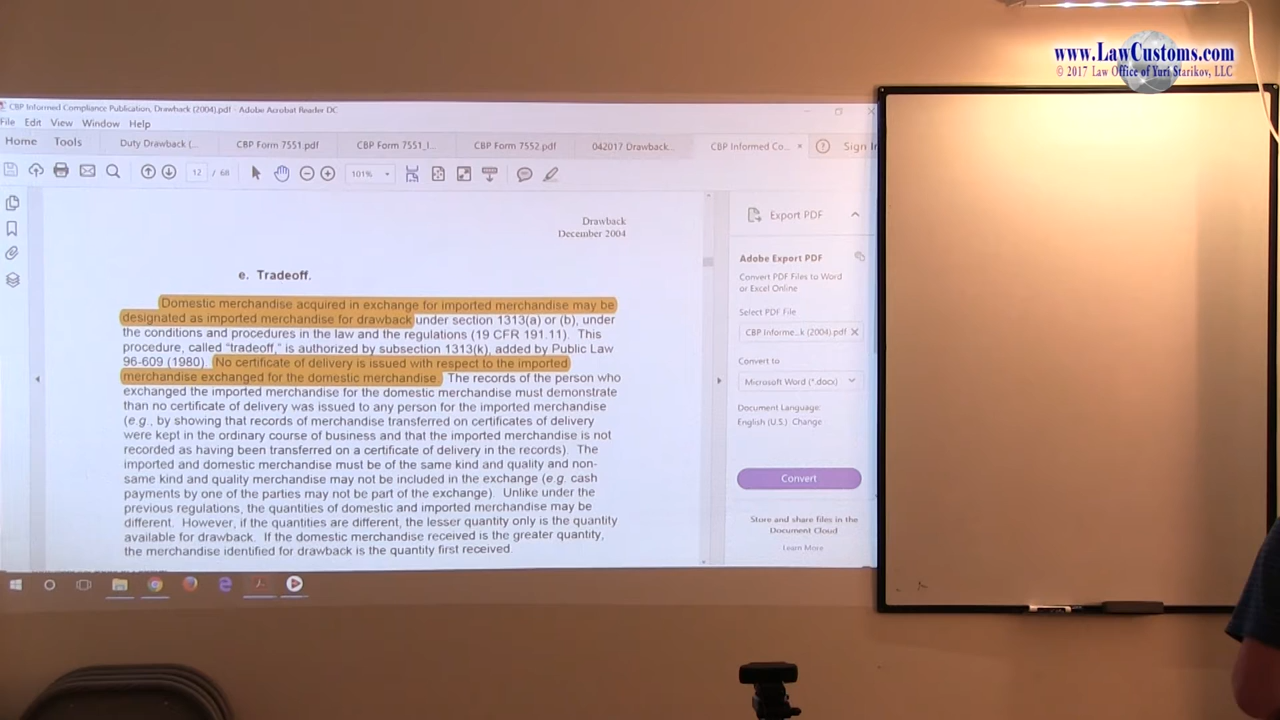 www.LawCustoms.com
© 2017 Law Office of Yuri Starikov, LLC
CBP Informed Compliance Publication, Drawback (2004).pdf - Adobe Acrobat Reader DC
File Edit View Window Help
Home Tools Duty Drawback (... CBP Form 7551.pdf CBP Form 7551_I... CBP Form 7552.pdf 042017 Drawback... CBP Informed Co... × ? Sign In
12 / 68 101%
Drawback
December 2004
e. Tradeoff.
Domestic merchandise acquired in exchange for imported merchandise may be
designated as imported merchandise for drawback under section 1313(a) or (b), under
the conditions and procedures in the law and the regulations (19 CFR 191.11). This
procedure, called “tradeoff,” is authorized by subsection 1313(k), added by Public Law
96-609 (1980). No certificate of delivery is issued with respect to the imported
merchandise exchanged for the domestic merchandise. The records of the person who
exchanged the imported merchandise for the domestic merchandise must demonstrate
than no certificate of delivery was issued to any person for the imported merchandise
(e.g., by showing that records of merchandise transferred on certificates of delivery
were kept in the ordinary course of business and that the imported merchandise is not
recorded as having been transferred on a certificate of delivery in the records). The
imported and domestic merchandise must be of the same kind and quality and non-
same kind and quality merchandise may not be included in the exchange (e.g. cash
payments by one of the parties may not be part of the exchange). Unlike under the
previous regulations, the quantities of domestic and imported merchandise may be
different. However, if the quantities are different, the lesser quantity only is the quantity
available for drawback. If the domestic merchandise received is the greater quantity,
the merchandise identified for drawback is the quantity first received.
Export PDF
Adobe Export PDF
Convert PDF Files to Word
or Excel Online
Select PDF File
CBP Informe...k (2004).pdf ×
Convert to
Microsoft Word (*.docx)
Document Language:
English (U.S.) Change
Convert
Store and share files in the
Document Cloud
Learn More